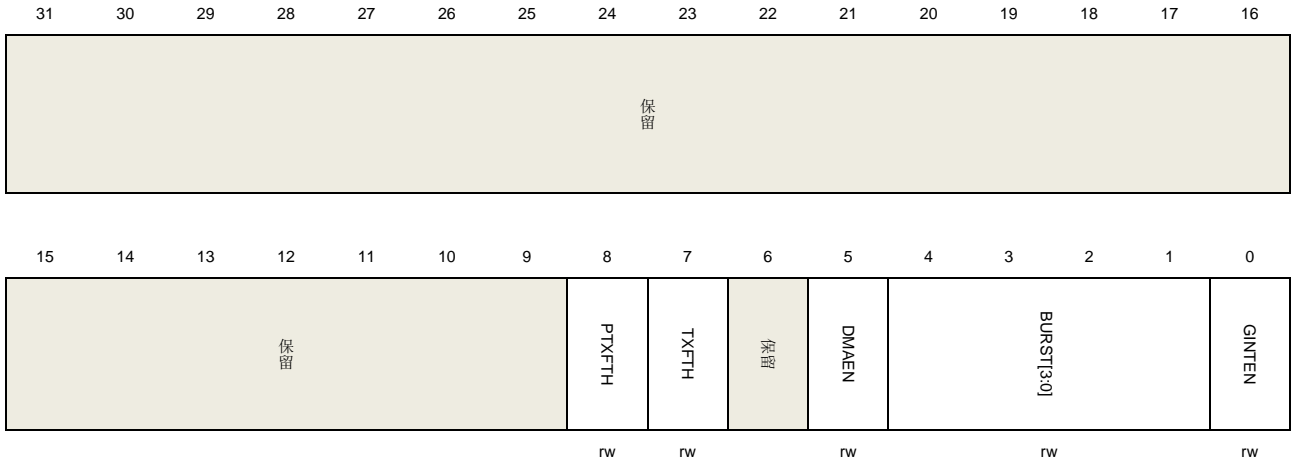 31 30 29 28 27 26 25 24 23 22 21 20 19 18 17 16
保留
15 14 13 12 11 10 9 8 7 6 5 4 3 2 1 0
保留 PTXFTH TXFTH 保留 DMAEN BURST[3:0] GINTEN
rw rw rw rw rw